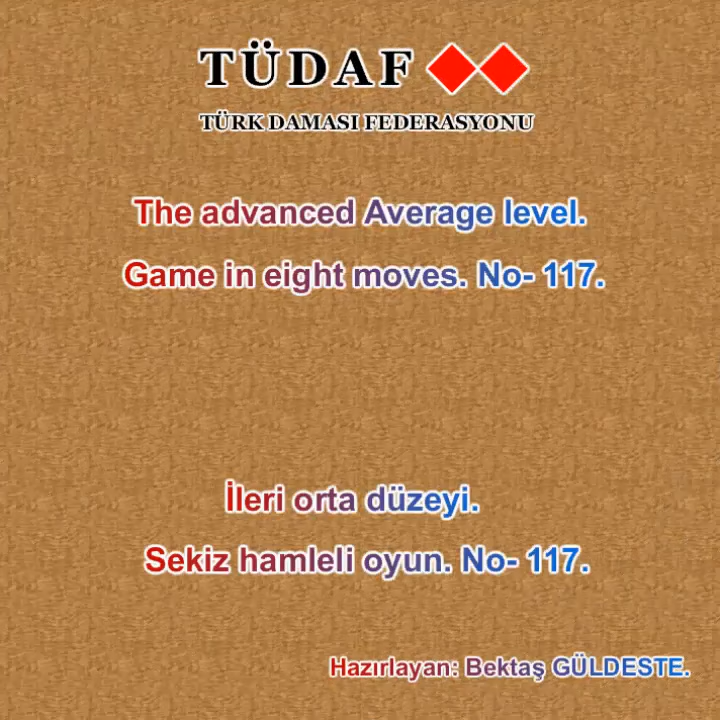 TÜDAF
TÜRK DAMASI FEDERASYONU
The advanced Average level.
Game in eight moves. No- 117.
İleri orta düzeyi.
Sekiz hamleli oyun. No- 117.
Hazırlayan: Bektaş GÜLDESTE.